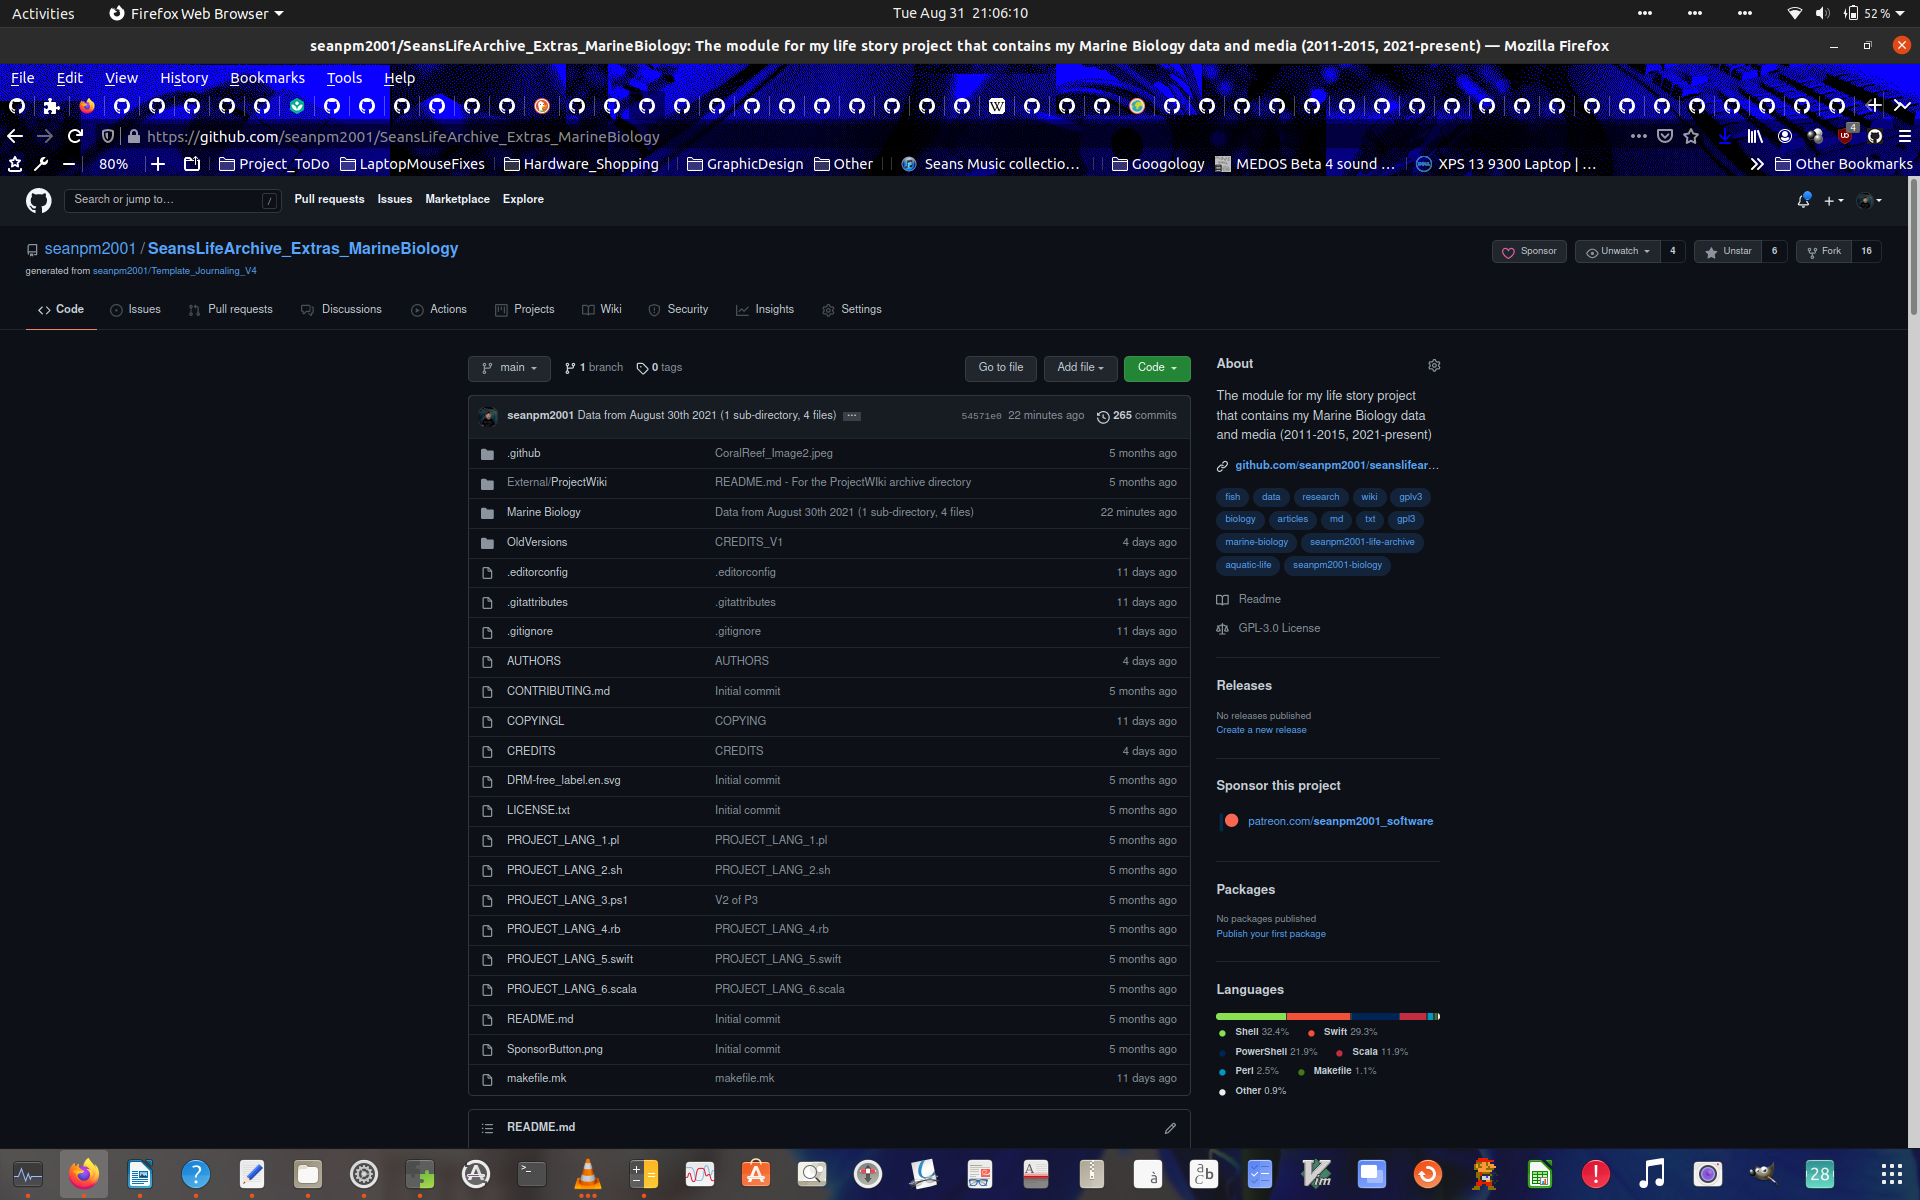 Activities
Firefox Web Browser
Tue Aug 31 21:06:10
52 %
seanpm2001/SeansLifeArchive_Extras_MarineBiology: The module for my life story project that contains my Marine Biology data and media (2011-2015, 2021-present) — Mozilla Firefox
File Edit View History Bookmarks Tools Help
https://github.com/seanpm2001/SeansLifeArchive_Extras_MarineBiology
4
80% Project_ToDo LaptopMouseFixes Hardware_Shopping GraphicDesign Other Seans Music collectio… Googology MEDOS Beta 4 sound … XPS 13 9300 Laptop | … Other Bookmarks
Search or jump to… / Pull requests Issues Marketplace Explore
seanpm2001 / SeansLifeArchive_Extras_MarineBiology
Sponsor Unwatch 4 Unstar 6 Fork 16
generated from seanpm2001/Template_Journaling_V4
Code Issues Pull requests Discussions Actions Projects Wiki Security Insights Settings
main 1 branch 0 tags Go to file Add file Code
seanpm2001 Data from August 30th 2021 (1 sub-directory, 4 files) 54571e0 22 minutes ago 265 commits
.github CoralReef_Image2.jpeg 5 months ago
External/ProjectWiki README.md - For the ProjectWIki archive directory 5 months ago
Marine Biology Data from August 30th 2021 (1 sub-directory, 4 files) 22 minutes ago
OldVersions CREDITS_V1 4 days ago
.editorconfig .editorconfig 11 days ago
.gitattributes .gitattributes 11 days ago
.gitignore .gitignore 11 days ago
AUTHORS AUTHORS 4 days ago
CONTRIBUTING.md Initial commit 5 months ago
COPYINGL COPYING 11 days ago
CREDITS CREDITS 4 days ago
DRM-free_label.en.svg Initial commit 5 months ago
LICENSE.txt Initial commit 5 months ago
PROJECT_LANG_1.pl PROJECT_LANG_1.pl 5 months ago
PROJECT_LANG_2.sh PROJECT_LANG_2.sh 5 months ago
PROJECT_LANG_3.ps1 V2 of P3 5 months ago
PROJECT_LANG_4.rb PROJECT_LANG_4.rb 5 months ago
PROJECT_LANG_5.swift PROJECT_LANG_5.swift 5 months ago
PROJECT_LANG_6.scala PROJECT_LANG_6.scala 5 months ago
README.md Initial commit 5 months ago
SponsorButton.png Initial commit 5 months ago
makefile.mk makefile.mk 11 days ago
README.md
About
The module for my life story project
that contains my Marine Biology data
and media (2011-2015, 2021-present)
github.com/seanpm2001/seanslifear…
fish data research wiki gplv3
biology articles md txt gpl3
marine-biology seanpm2001-life-archive
aquatic-life seanpm2001-biology
Readme
GPL-3.0 License
Releases
No releases published
Create a new release
Sponsor this project
patreon.com/seanpm2001_software
Packages
No packages published
Publish your first package
Languages
Shell 32.4% Swift 29.3%
PowerShell 21.9% Scala 11.9%
Perl 2.5% Makefile 1.1%
Other 0.9%
28